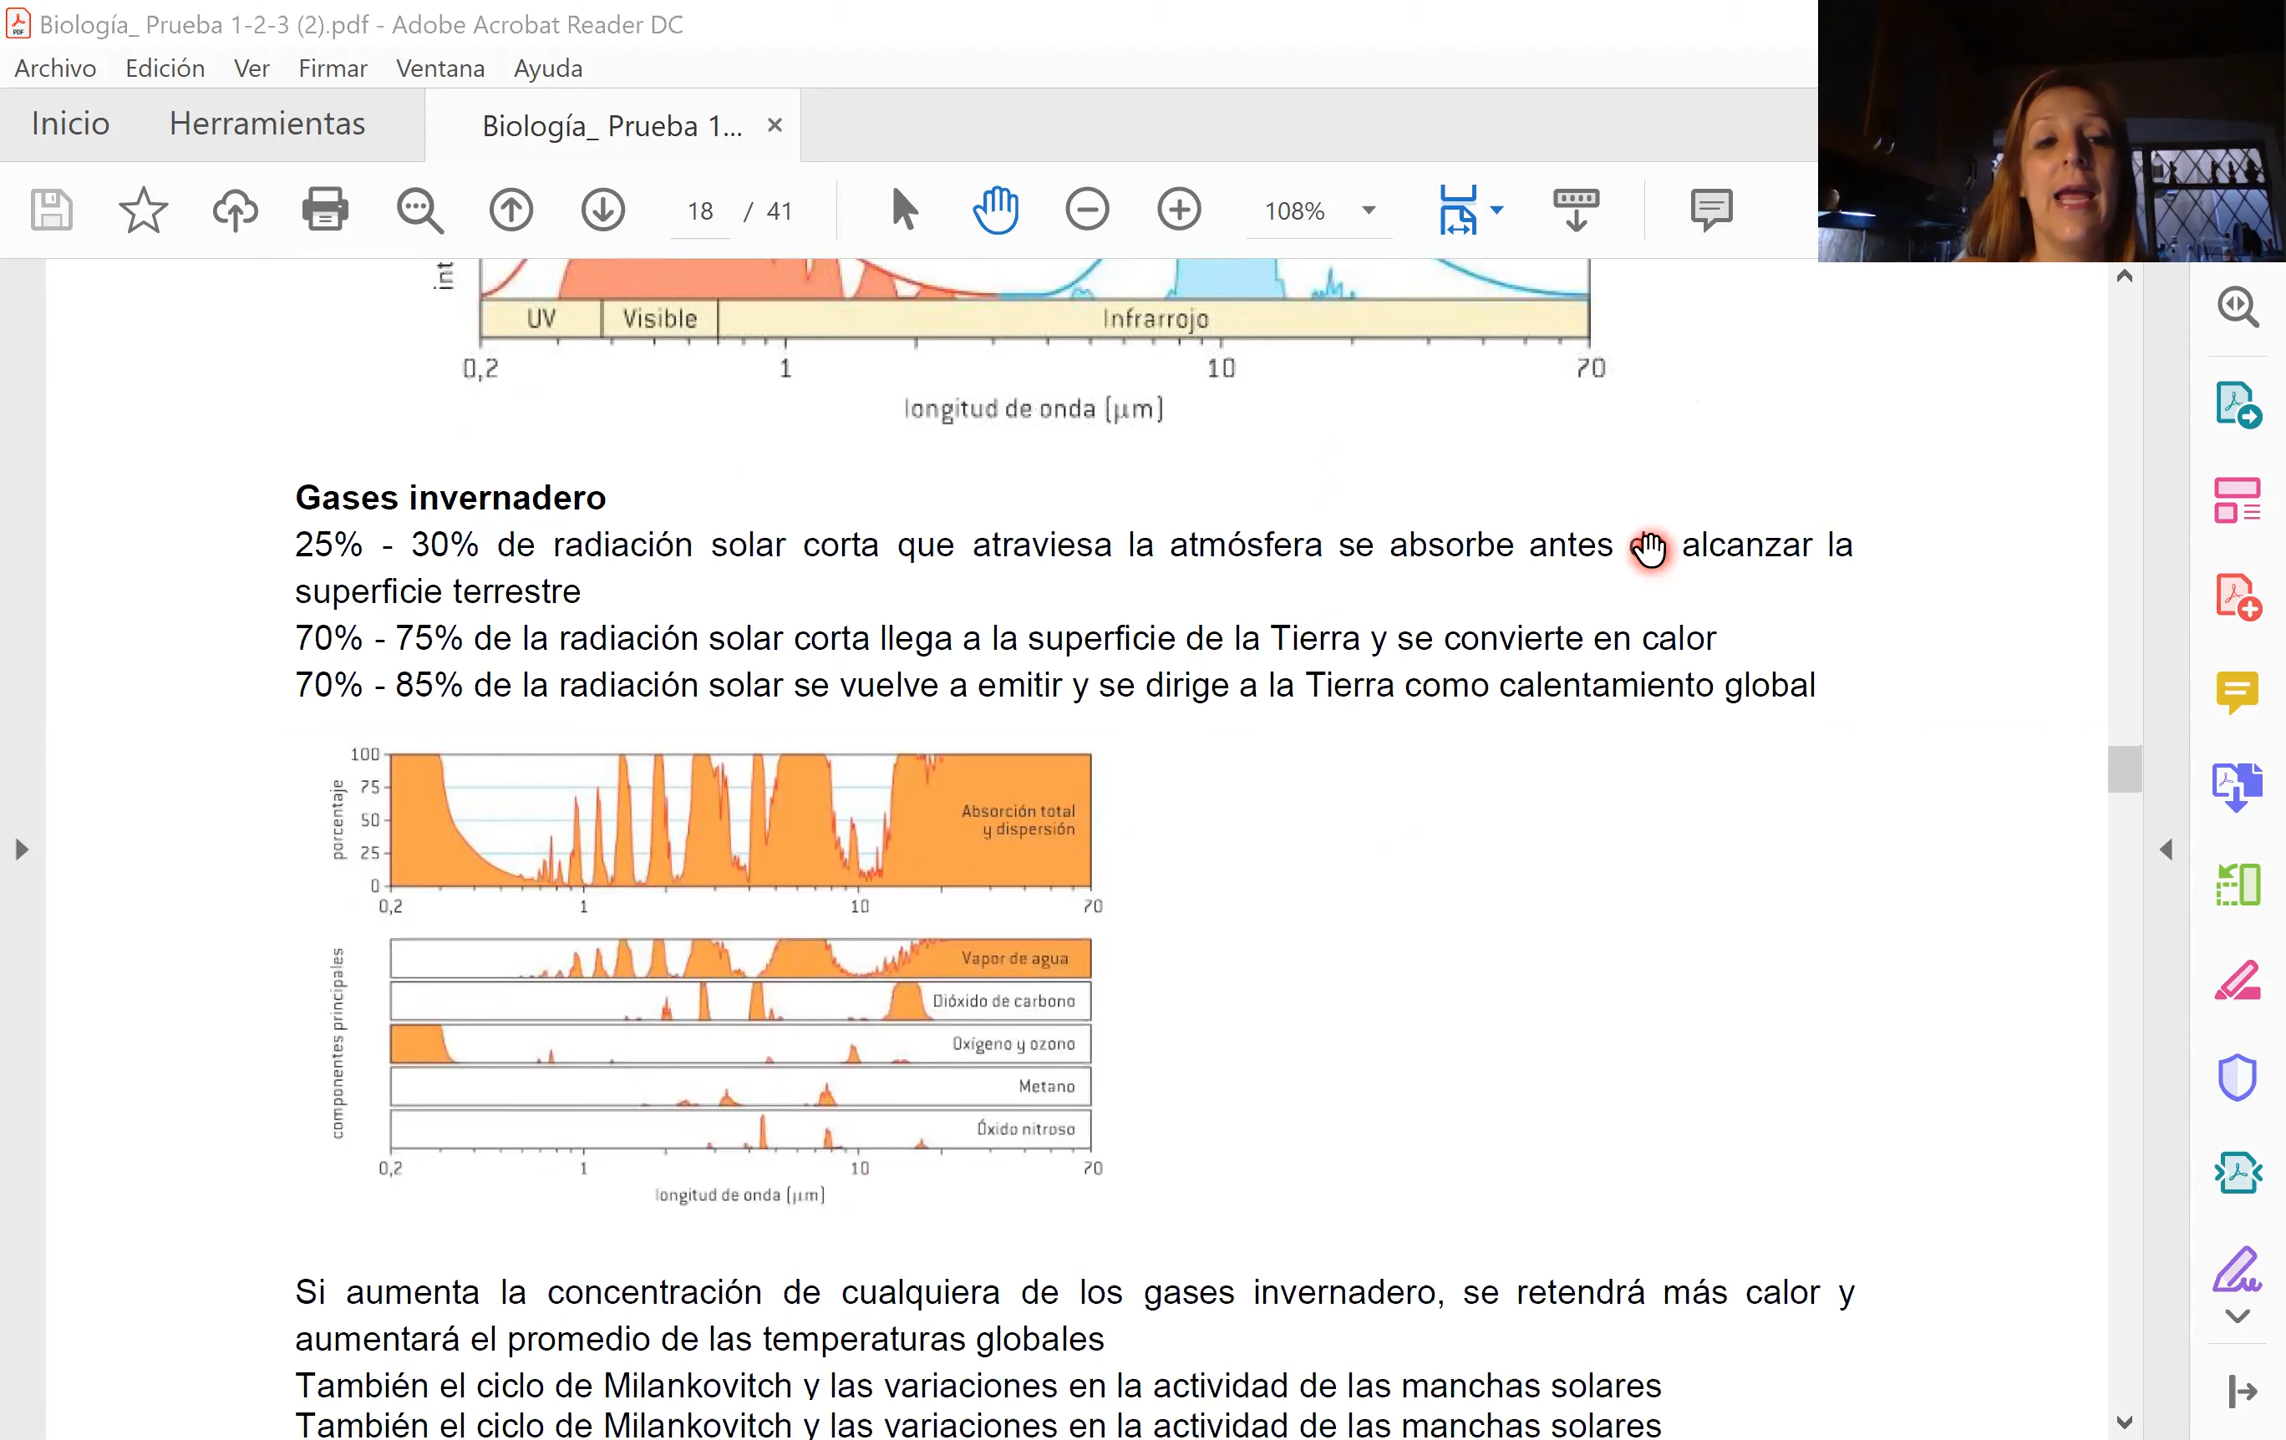 Biología_ Prueba 1-2-3 (2).pdf - Adobe Acrobat Reader DC
Archivo Edición Ver Firmar Ventana Ayuda
Inicio Herramientas Biología_ Prueba 1... ×
18 / 41 108%
int
UV Visible Infrarrojo
0,2 1 10 70
longitud de onda (µm)
Gases invernadero
25% - 30% de radiación solar corta que atraviesa la atmósfera se absorbe antes alcanzar la
superficie terrestre
70% - 75% de la radiación solar corta llega a la superficie de la Tierra y se convierte en calor
70% - 85% de la radiación solar se vuelve a emitir y se dirige a la Tierra como calentamiento global
porcentaje
100
75
50
25
0
Absorción total
y dispersión
0,2 1 10 70
componentes principales
Vapor de agua
Dióxido de carbono
Oxígeno y ozono
Metano
Óxido nitroso
0,2 1 10 70
longitud de onda (µm)
Si aumenta la concentración de cualquiera de los gases invernadero, se retendrá más calor y
aumentará el promedio de las temperaturas globales
También el ciclo de Milankovitch y las variaciones en la actividad de las manchas solares
También el ciclo de Milankovitch y las variaciones en la actividad de las manchas solares